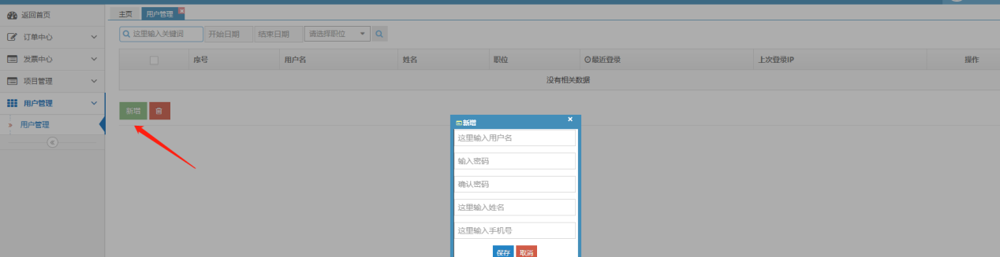 返回首页
订单中心
发票中心
项目管理
用户管理
用户管理
主页 用户管理
这里输入关键词 开始日期 结束日期 请选择职位
序号 用户名 姓名 职位 最近登录 上次登录IP 操作
没有相关数据
新增
新增
这里输入用户名
输入密码
确认密码
这里输入姓名
这里输入手机号
保存 取消